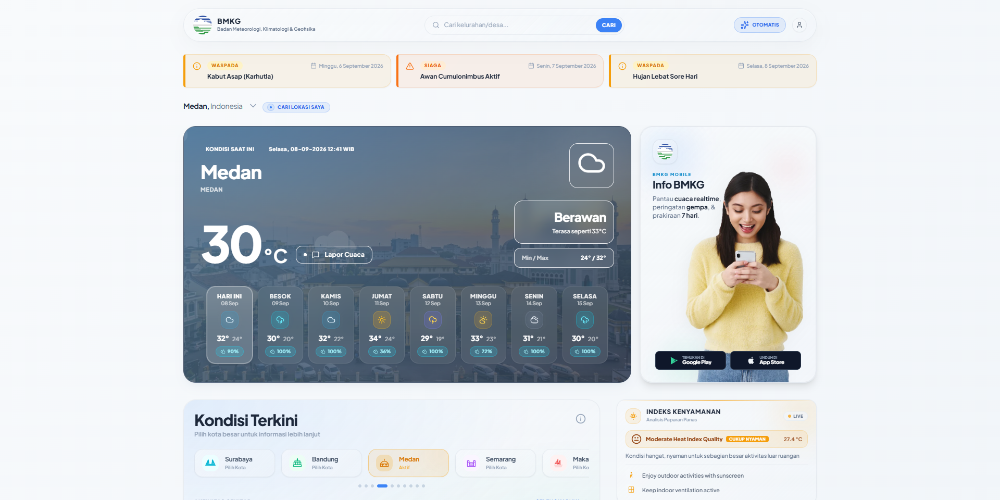 BMKG
Badan Meteorologi, Klimatologi & Geofisika
Cari kelurahan/desa...
CARI
OTOMATIS
WASPADA
Minggu, 6 September 2026
Kabut Asap (Karhutla)
SIAGA
Senin, 7 September 2026
Awan Cumulonimbus Aktif
WASPADA
Selasa, 8 September 2026
Hujan Lebat Sore Hari
Medan, Indonesia
CARI LOKASI SAYA
KONDISI SAAT INI
Selasa, 08-09-2026 12:41 WIB
Medan
MEDAN
30 °C
Lapor Cuaca
Berawan
Terasa seperti 33°C
Min / Max 24° / 32°
HARI INI
08 Sep
32° 24°
90%
BESOK
09 Sep
30° 20°
100%
KAMIS
10 Sep
32° 22°
100%
JUMAT
11 Sep
34° 24°
36%
SABTU
12 Sep
29° 19°
100%
MINGGU
13 Sep
33° 23°
72%
SENIN
14 Sep
31° 21°
100%
SELASA
15 Sep
30° 20°
100%
BMKG MOBILE
Info BMKG
Pantau cuaca realtime,
peringatan gempa, &
prakiraan 7 hari.
TEMUKAN DI
Google Play
UNDUH DI
App Store
Kondisi Terkini
Pilih kota besar untuk informasi lebih lanjut
Surabaya
Pilih Kota
Bandung
Pilih Kota
Medan
Aktif
Semarang
Pilih Kota
Maka
Pilih Ko
INDEKS KENYAMANAN
Analisis Paparan Panas
LIVE
Moderate Heat Index Quality
CUKUP NYAMAN
27.4 °C
Kondisi hangat, nyaman untuk sebagian besar aktivitas luar ruangan
Enjoy outdoor activities with sunscreen
Keep indoor ventilation active